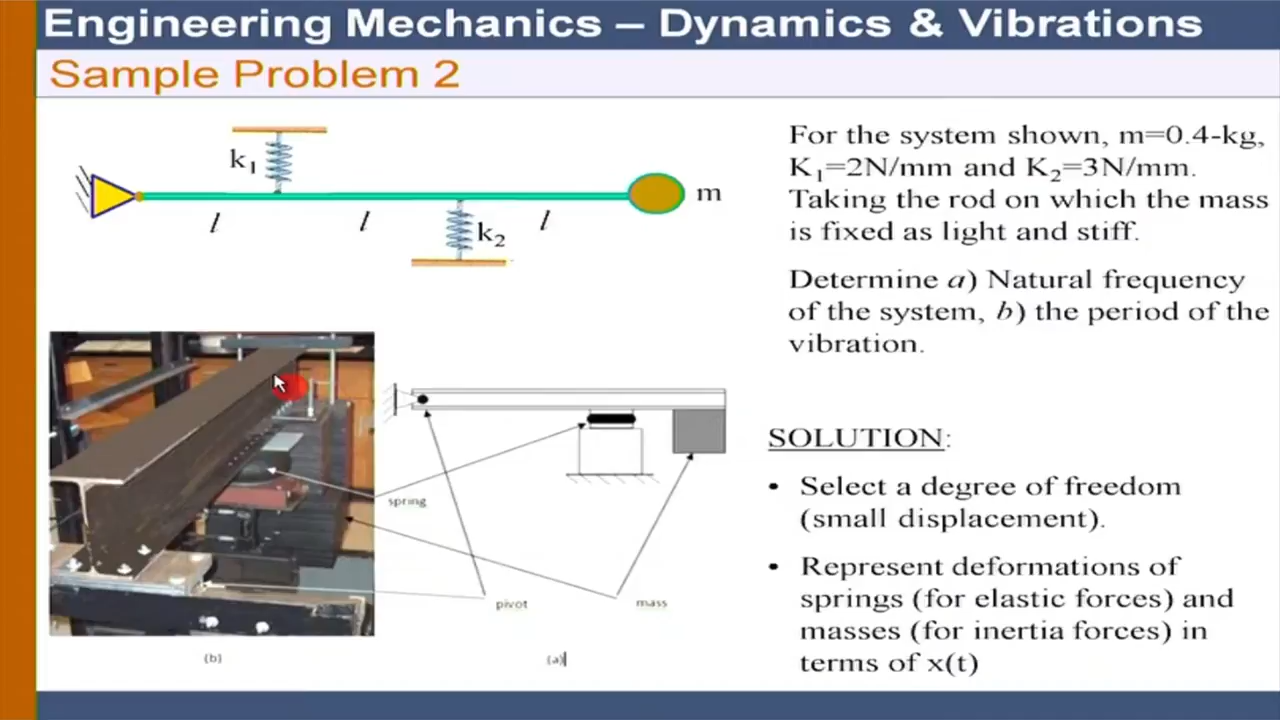 Engineering Mechanics – Dynamics & Vibrations
Sample Problem 2
k1
l
l
l
k2
m
For the system shown, m=0.4-kg,
K1=2N/mm and K2=3N/mm.
Taking the rod on which the mass
is fixed as light and stiff.
Determine a) Natural frequency
of the system, b) the period of the
vibration.
spring
pivot
mass
(b)
(a)
SOLUTION:
• Select a degree of freedom
(small displacement).
• Represent deformations of
springs (for elastic forces) and
masses (for inertia forces) in
terms of x(t)